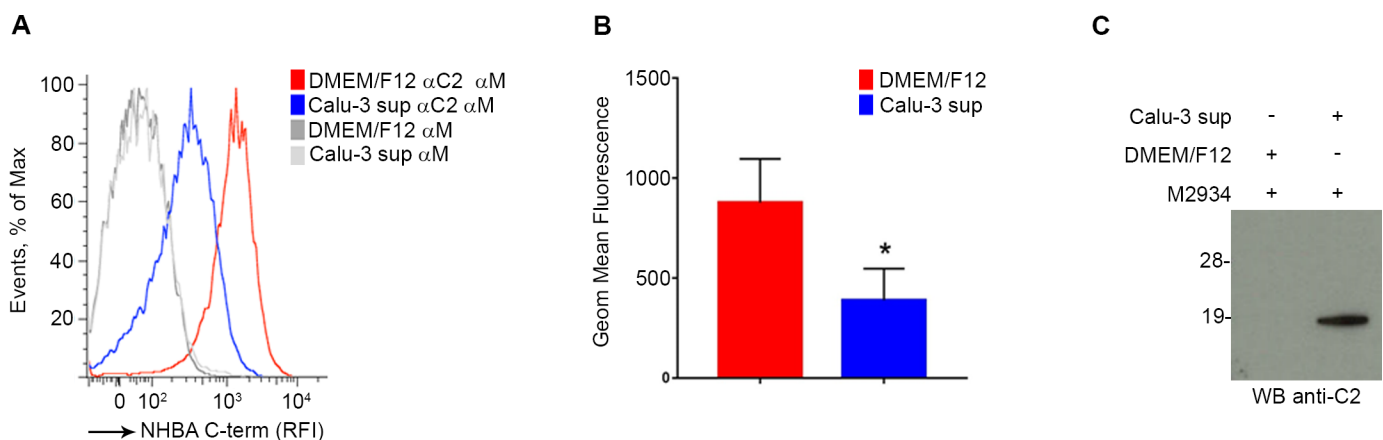 A
DMEM/F12 αC2 αM
Calu-3 sup αC2 αM
DMEM/F12 αM
Calu-3 sup αM
Events, % of Max
100
80
60
40
20
0 10² 10³ 10⁴
NHBA C-term (RFI)
B
DMEM/F12
Calu-3 sup
Geom Mean Fluorescence
1500
1000
500
0
*
C
Calu-3 sup - +
DMEM/F12 + -
M2934 + +
28-
19-
WB anti-C2